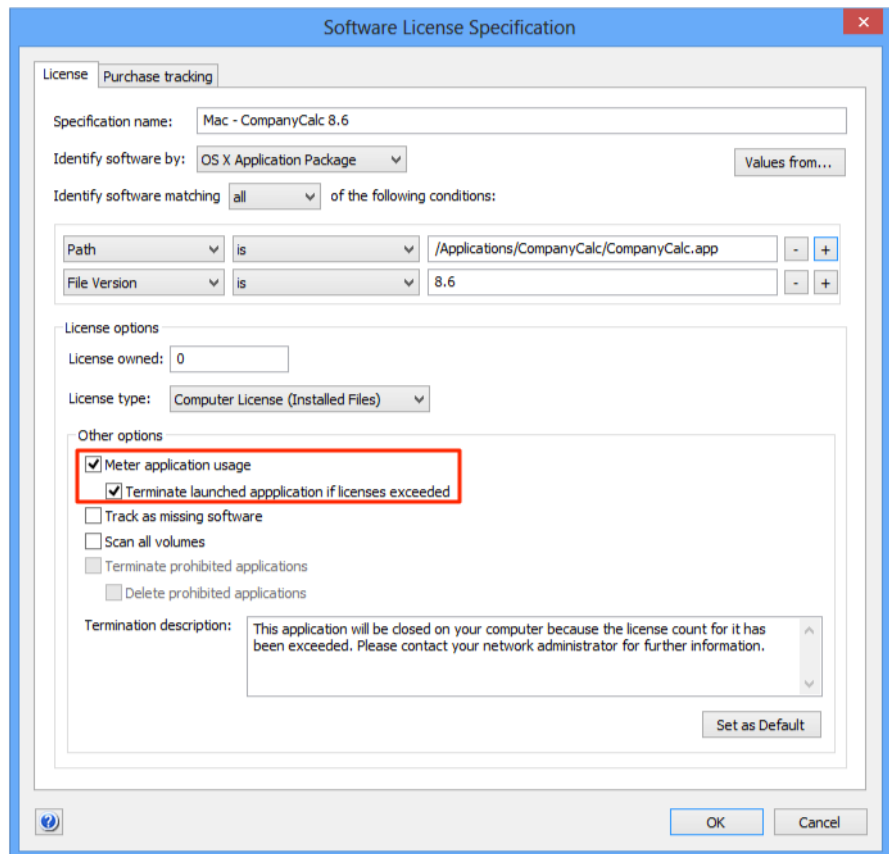 Software License Specification
License
Purchase tracking
Specification name:
Mac - CompanyCalc 8.6
Identify software by:
OS X Application Package
Values from...
Identify software matching
all
of the following conditions:
Path
is
/Applications/CompanyCalc/CompanyCalc.app
-
+
File Version
is
8.6
-
+
License options
License owned:
0
License type:
Computer License (Installed Files)
Other options
Meter application usage
Terminate launched appplication if licenses exceeded
Track as missing software
Scan all volumes
Terminate prohibited applications
Delete prohibited applications
Termination description:
This application will be closed on your computer because the license count for it has
been exceeded. Please contact your network administrator for further information.
Set as Default
?
OK
Cancel